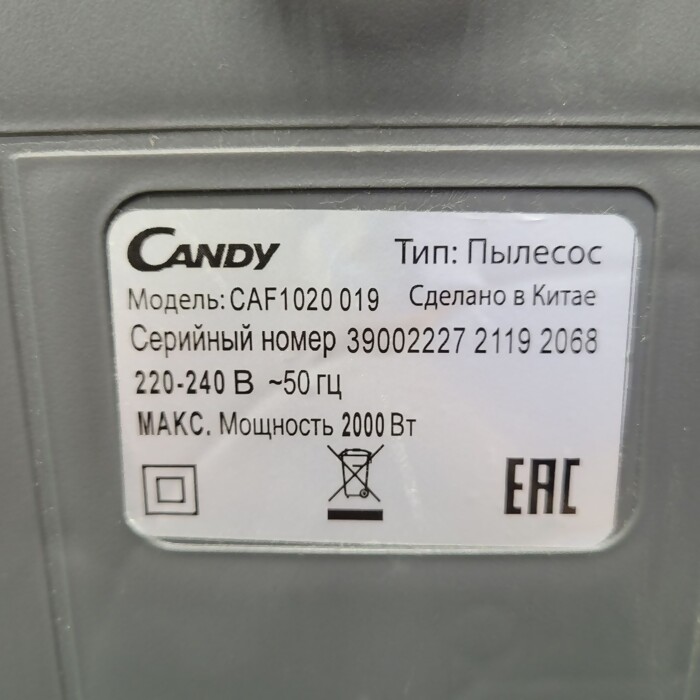 CANDY Тип: Пылесос
Модель: CAF1020 019 Сделано в Китае
Серийный номер 39002227 2119 2068
220-240 В ~50 гц
МАКС. Мощность 2000 Вт
EAC